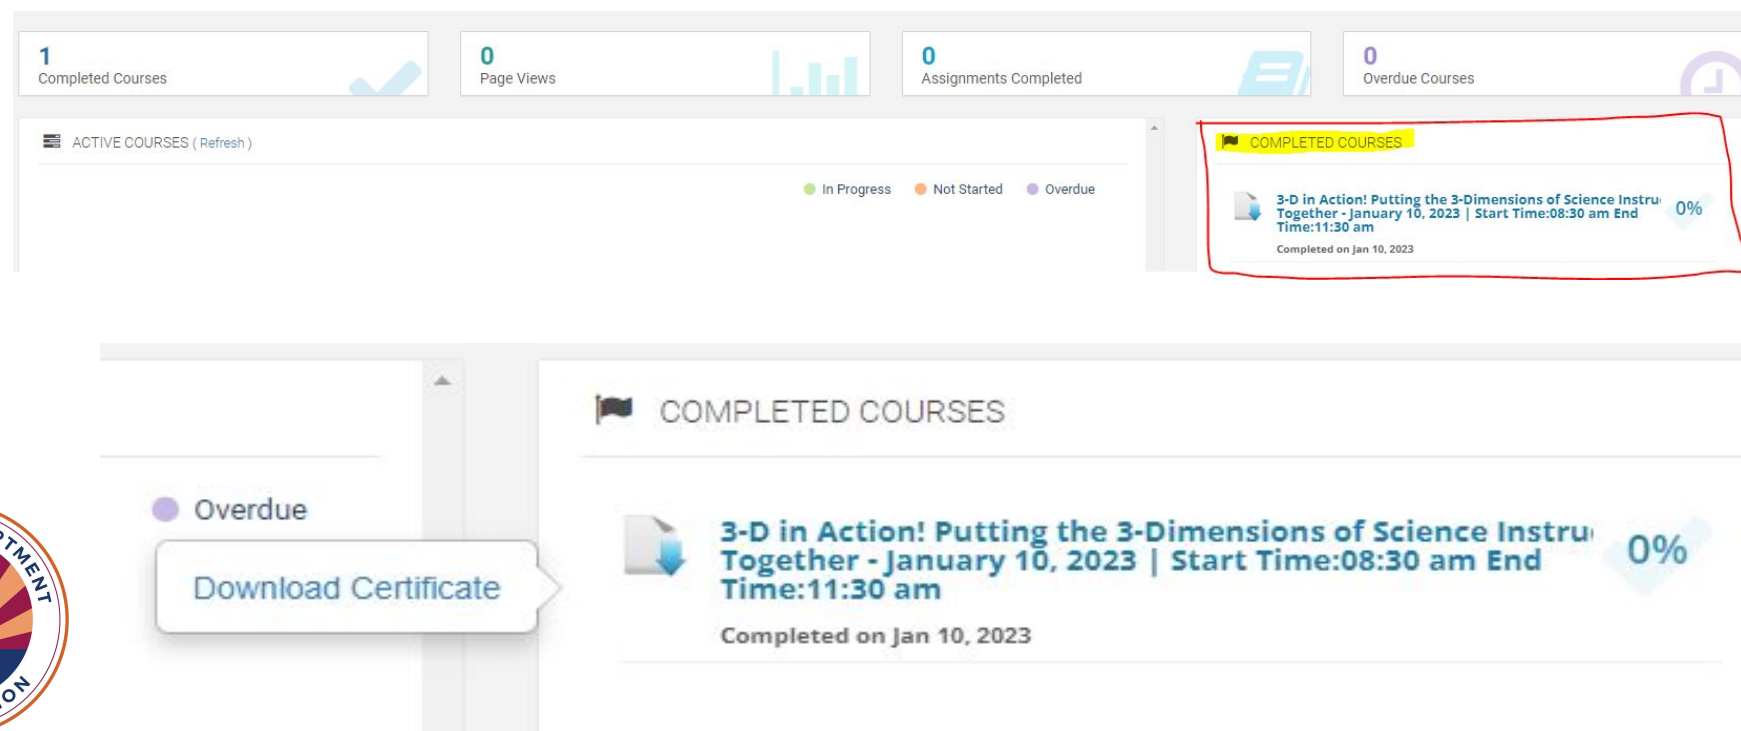 1
Completed Courses
0
Page Views
0
Assignments Completed
0
Overdue Courses
ACTIVE COURSES ( Refresh )
In Progress
Not Started
Overdue
COMPLETED COURSES
3-D in Action! Putting the 3-Dimensions of Science Instru
Together - January 10, 2023 | Start Time:08:30 am End
Time:11:30 am
0%
Completed on Jan 10, 2023
Overdue
Download Certificate
COMPLETED COURSES
3-D in Action! Putting the 3-Dimensions of Science Instru
Together - January 10, 2023 | Start Time:08:30 am End
Time:11:30 am
0%
Completed on Jan 10, 2023